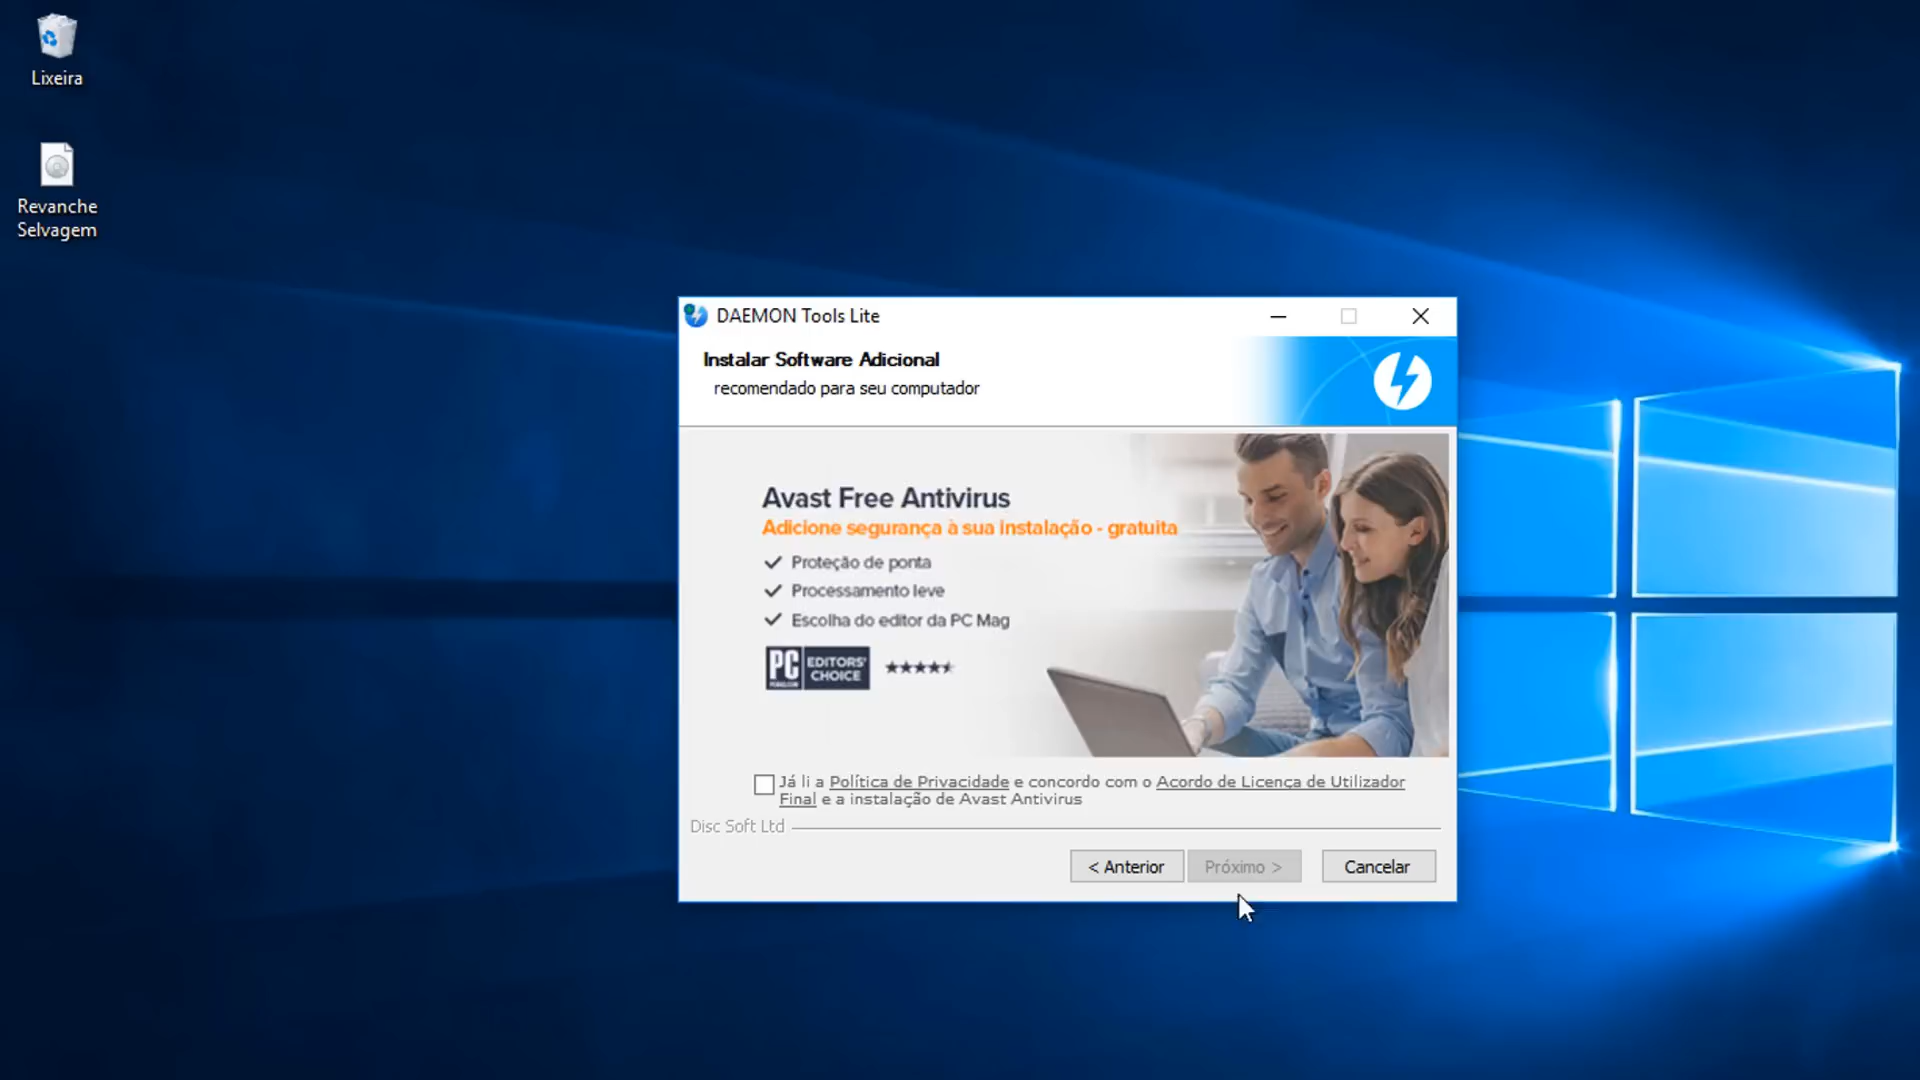 Lixeira
Revanche
Selvagem
DAEMON Tools Lite
Instalar Software Adicional
recomendado para seu computador
Avast Free Antivirus
Adicione segurança à sua instalação - gratuita
Proteção de ponta
Processamento leve
Escolha do editor da PC Mag
PC EDITORS'
CHOICE
Já li a Política de Privacidade e concordo com o Acordo de Licença de Utilizador
Final e a instalação de Avast Antivirus
Disc Soft Ltd
< Anterior
Próximo >
Cancelar